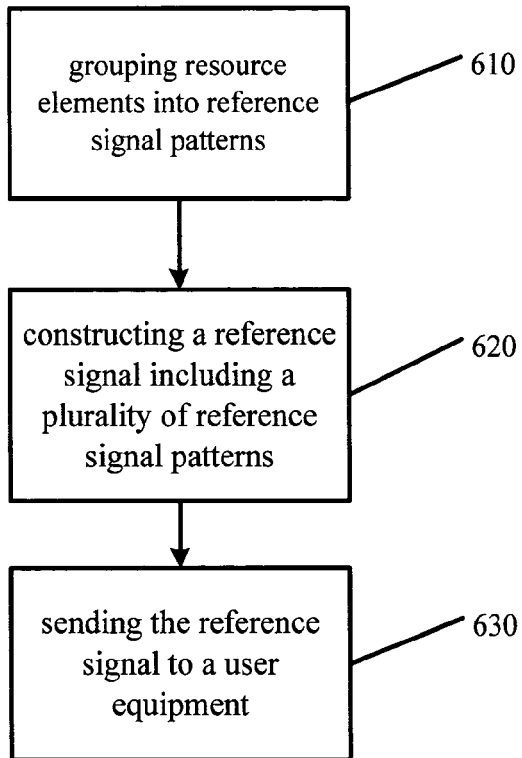 grouping resource
elements into reference
signal patterns
610
constructing a reference
signal including a
plurality of reference
signal patterns
620
sending the reference
signal to a user
equipment
630